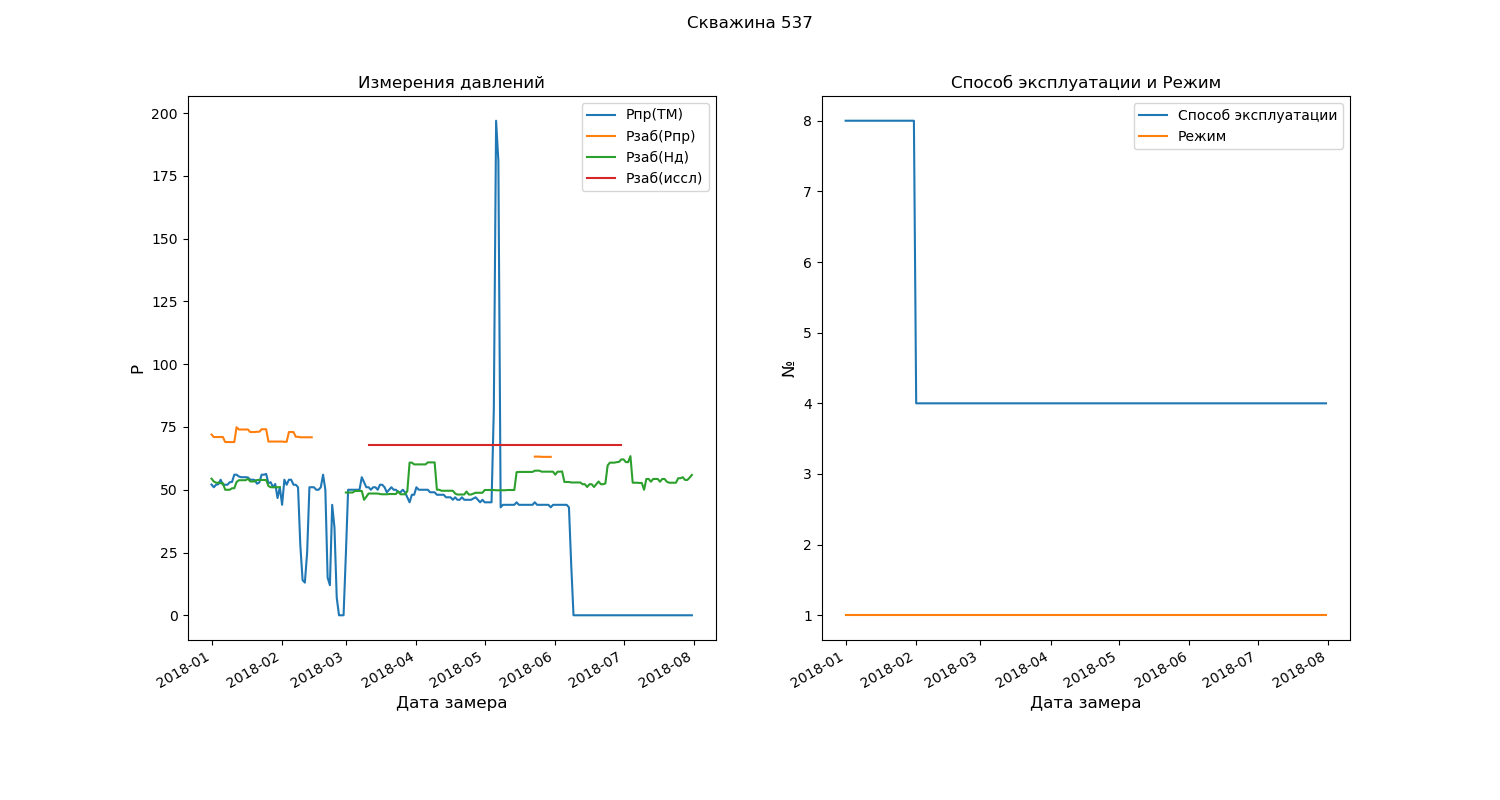 Скважина 537
Измерения давлений
200
175
150
125
100
75
50
25
0
P
Рпр(ТМ)
Рзаб(Рпр)
Рзаб(Нд)
Рзаб(иссл)
2018-01
2018-02
2018-03
2018-04
2018-05
2018-06
2018-07
2018-08
Дата замера
Способ эксплуатации и Режим
8
7
6
5
4
3
2
1
№
Способ эксплуатации
Режим
2018-01
2018-02
2018-03
2018-04
2018-05
2018-06
2018-07
2018-08
Дата замера